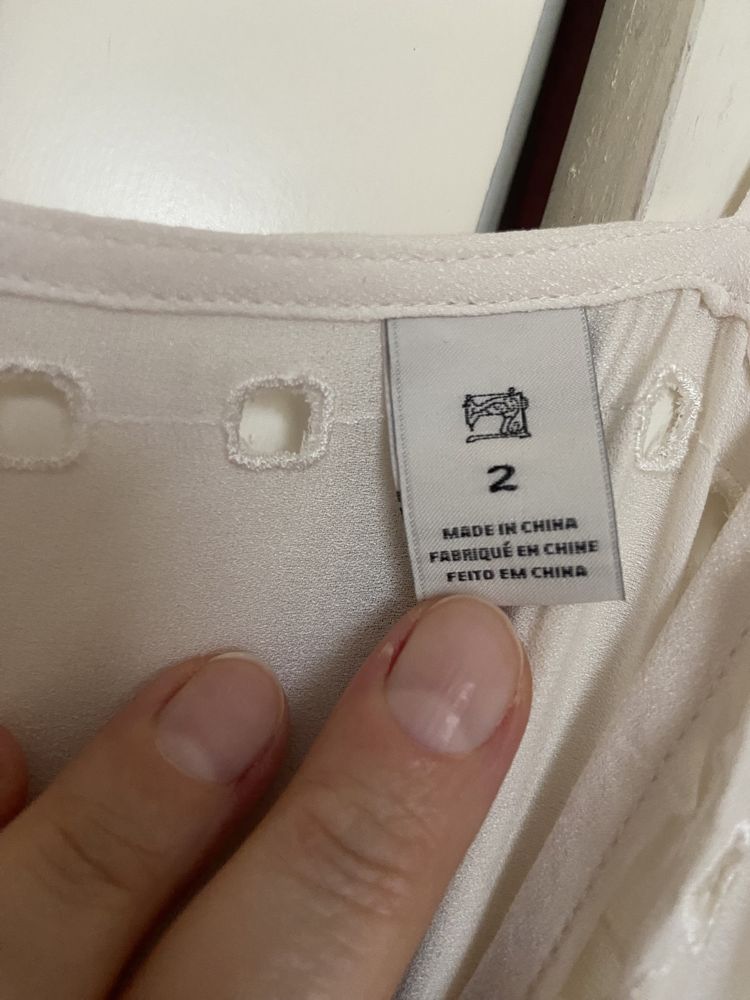 2
MADE IN CHINA
FABRIQUÉ EN CHINE
FEITO EM CHINA